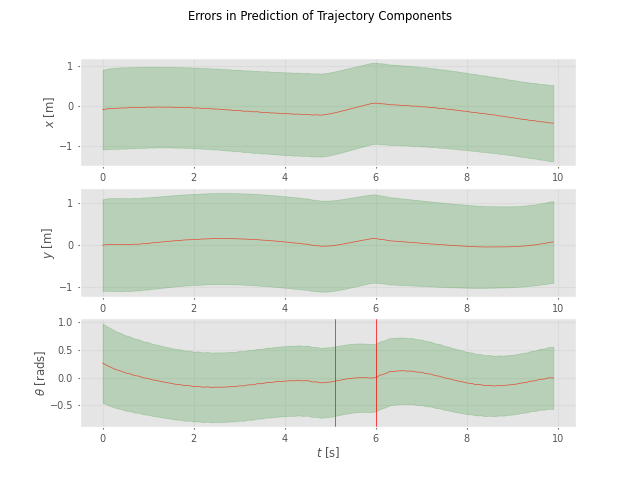 Errors in Prediction of Trajectory Components
x [m]
1
0
−1
0 2 4 6 8 10
y [m]
1
0
−1
0 2 4 6 8 10
θ [rads]
1.0
0.5
0.0
−0.5
0 2 4 6 8 10
t [s]